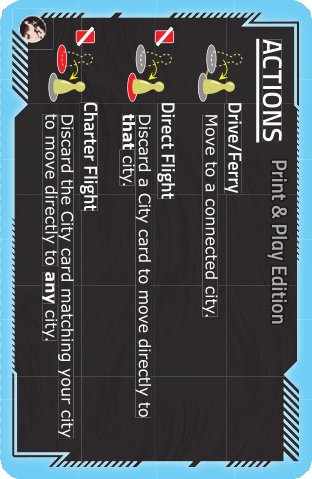 ACTIONS Print & Play Edition
Drive/Ferry
Move to a connected city.
Direct Flight
Discard a City card to move directly to
that city.
Charter Flight
Discard the City card matching your city
to move directly to any city.